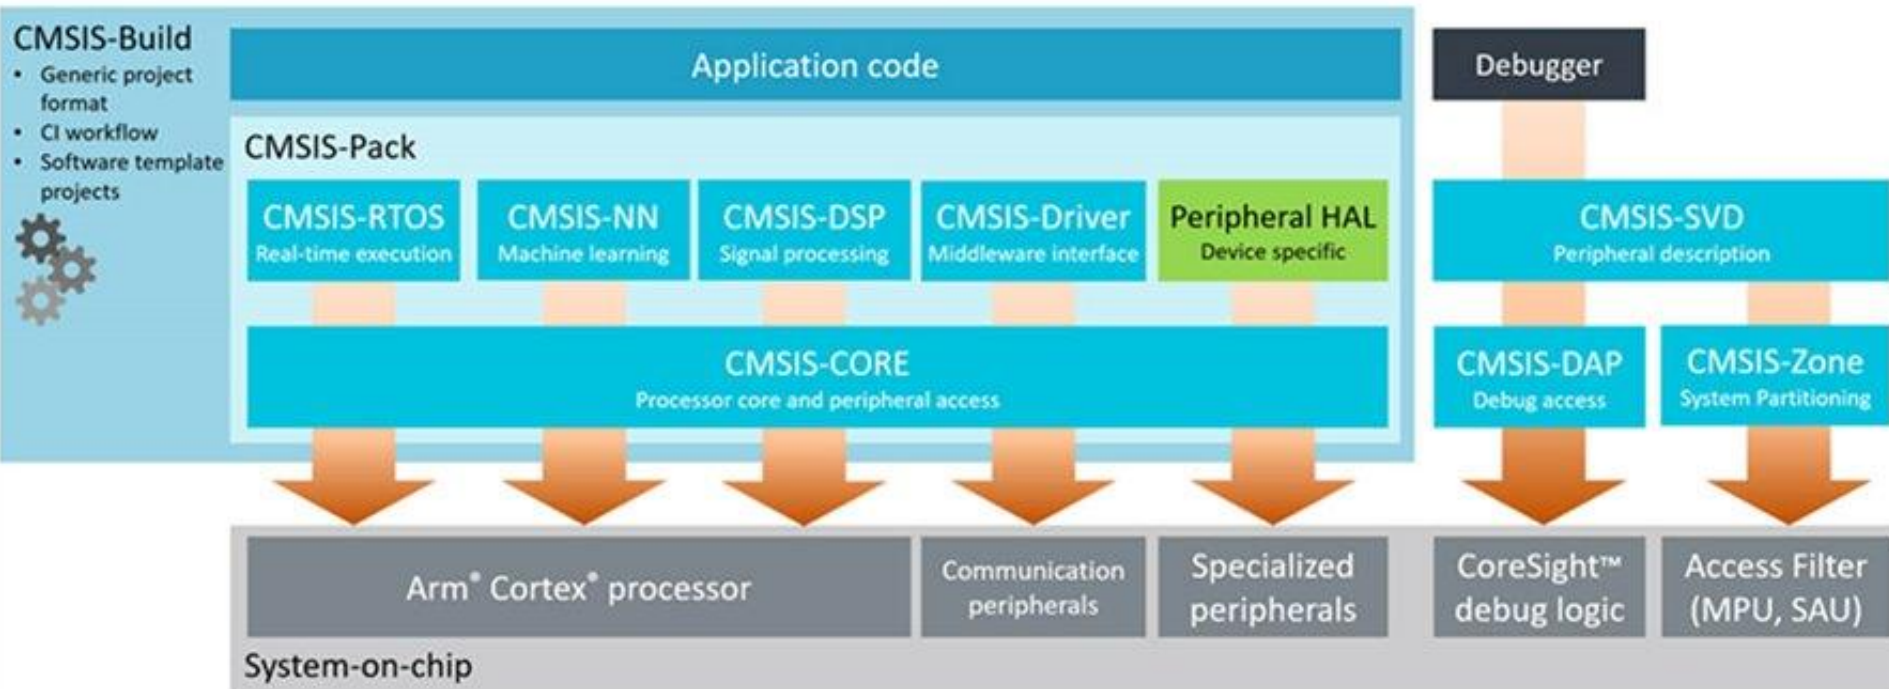 CMSIS-Build
• Generic project
format
• CI workflow
• Software template
projects
Application code
Debugger
CMSIS-Pack
CMSIS-RTOS
Real-time execution
CMSIS-NN
Machine learning
CMSIS-DSP
Signal processing
CMSIS-Driver
Middleware interface
Peripheral HAL
Device specific
CMSIS-SVD
Peripheral description
CMSIS-CORE
Processor core and peripheral access
CMSIS-DAP
Debug access
CMSIS-Zone
System Partitioning
Arm® Cortex® processor
Communication
peripherals
Specialized
peripherals
CoreSight™
debug logic
Access Filter
(MPU, SAU)
System-on-chip